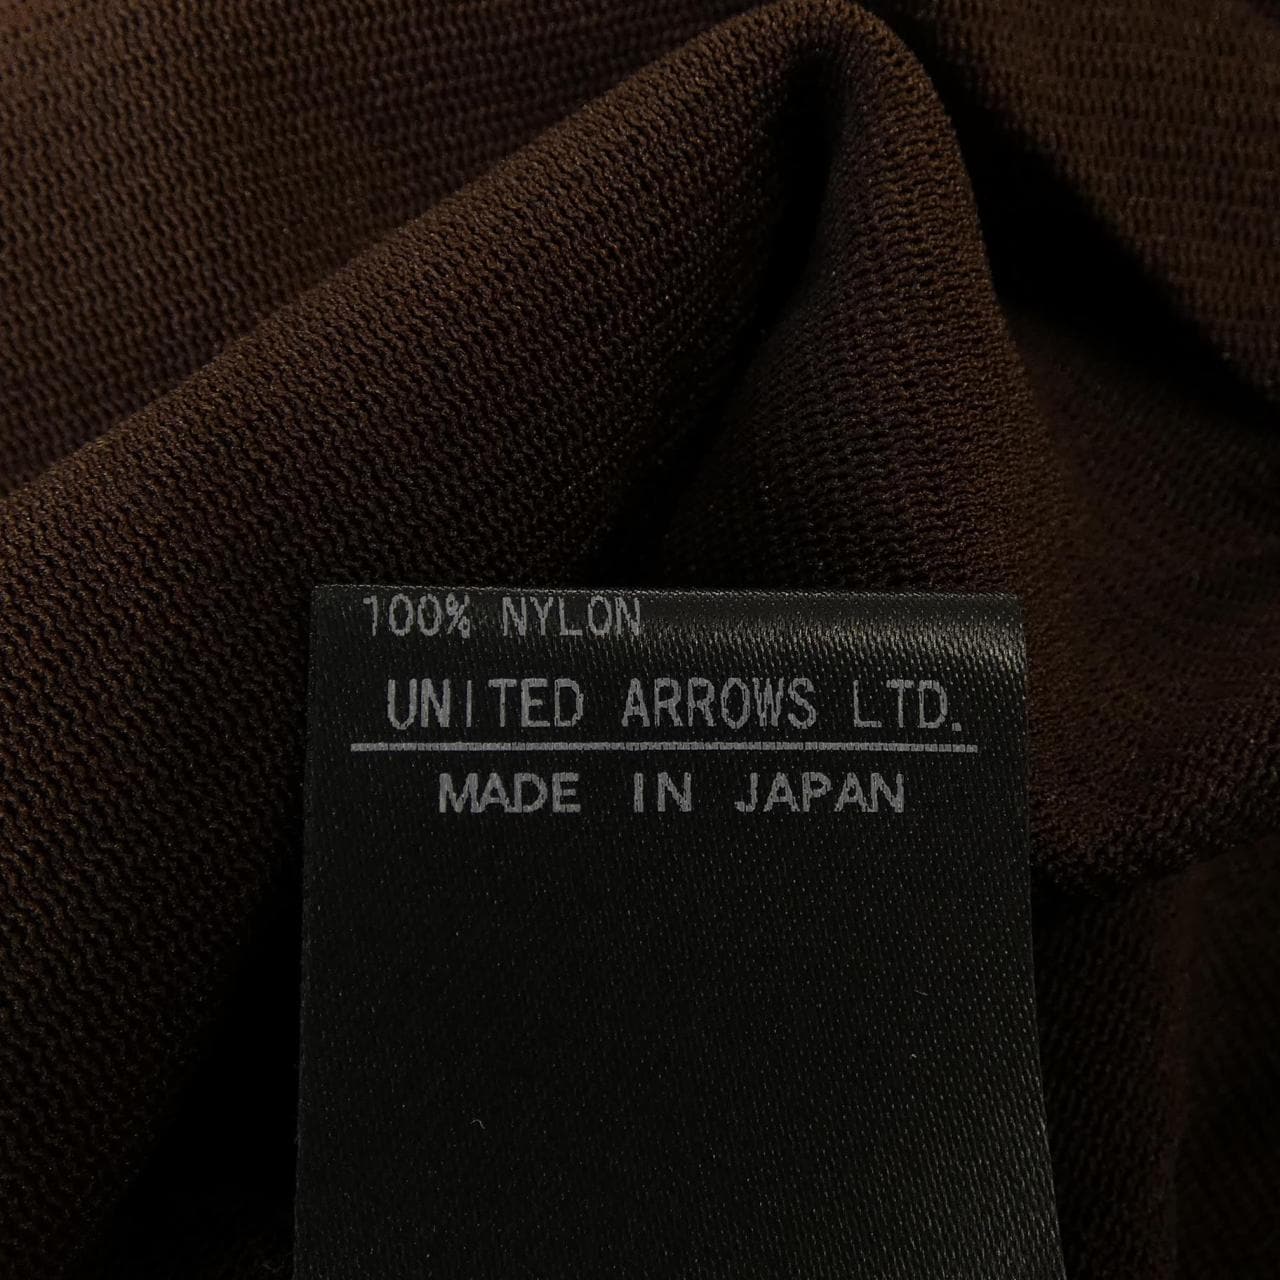 100% NYLON
UNITED ARROWS LTD.
MADE IN JAPAN